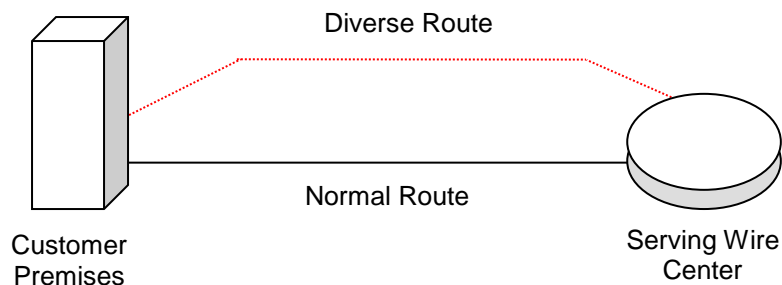 Diverse Route
Normal Route
Customer
Premises
Serving Wire
Center